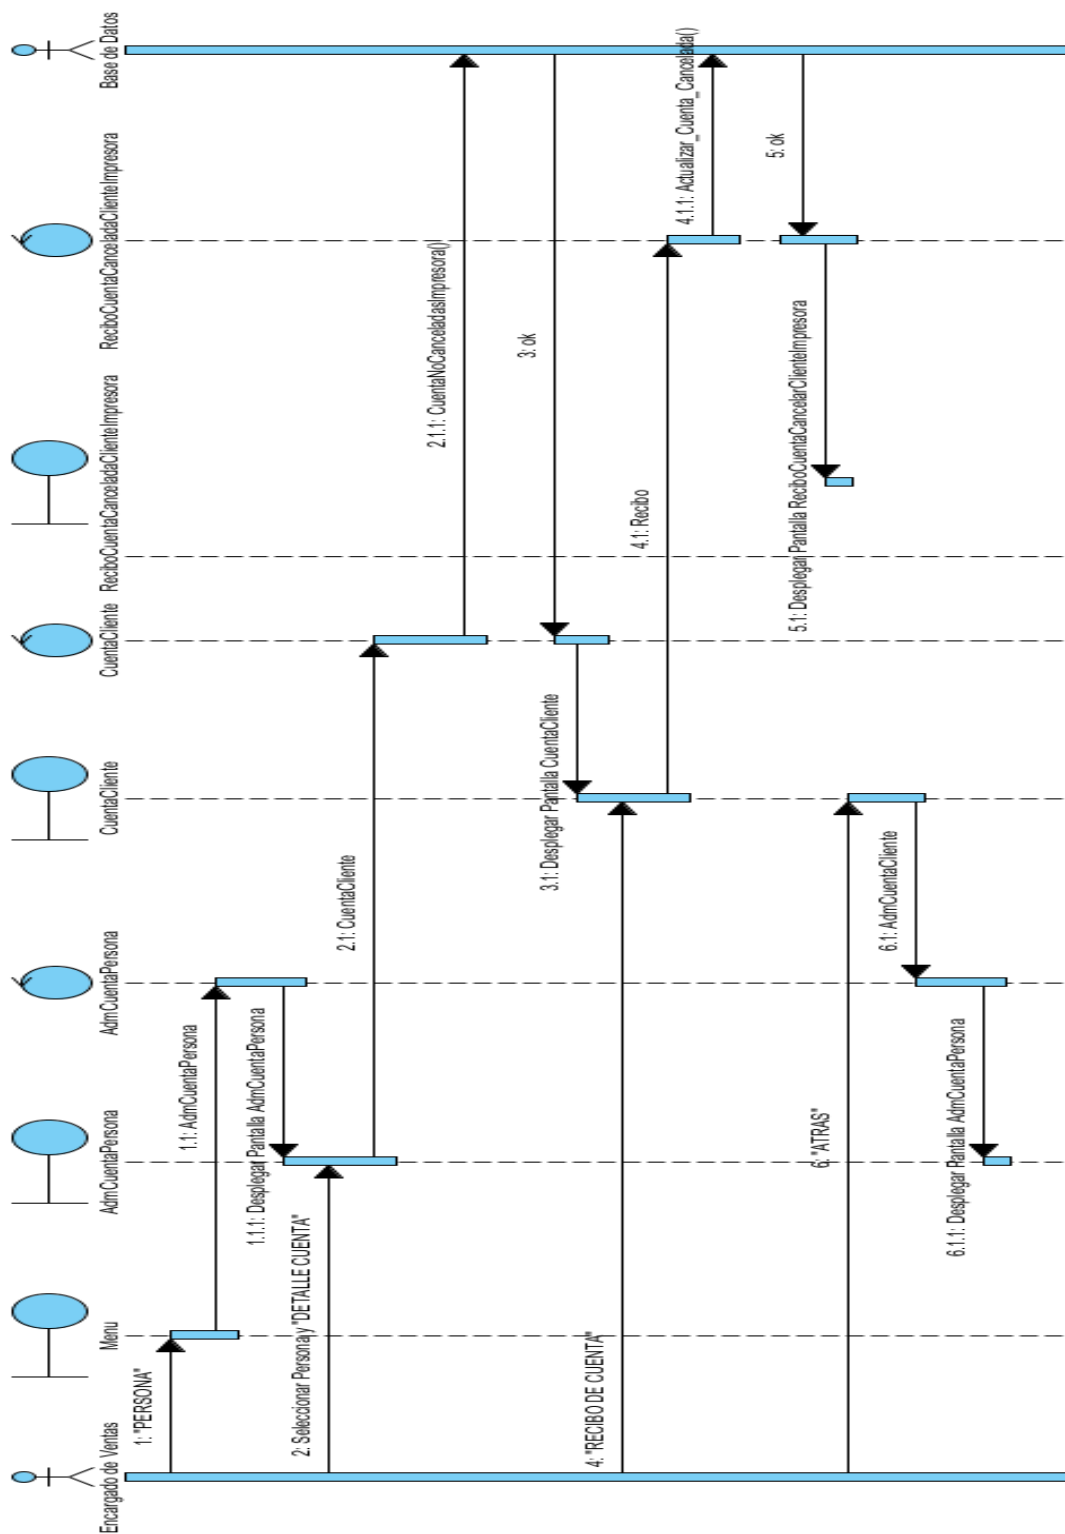 Encargado de Ventas
Menu
AdmCuentaPersona
AdmCuentaPersona
CuentaCliente
CuentaCliente
ReciboCuentaCanceladaClienteImpresora
ReciboCuentaCanceladaClienteImpresora
Base de Datos
1: "PERSONA"
1.1: AdmCuentaPersona
1.1.1: Desplegar Pantalla AdmCuentaPersona
2: Seleccionar Persona y "DETALLE CUENTA"
2.1: CuentaCliente
2.1.1: CuentaNoCanceladasImpresora()
3: ok
3.1: Desplegar Pantalla CuentaCliente
4: "RECIBO DE CUENTA"
4.1: Recibo
4.1.1: Actualizar_Cuenta_Cancelada()
5: ok
5.1: Desplegar Pantalla ReciboCuentaCancelarClienteImpresora
6: "ATRAS"
6.1: AdmCuentaCliente
6.1.1: Desplegar Pantalla AdmCuentaPersona